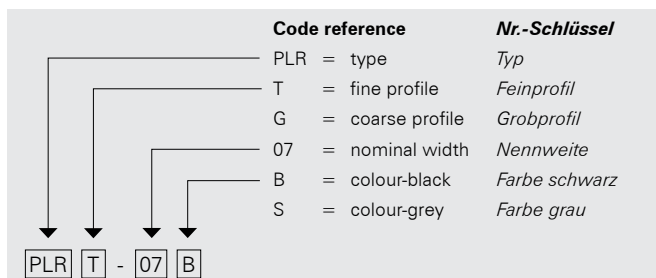 Code reference Nr.-Schlüssel
PLR = type Typ
T = fine profile Feinprofil
G = coarse profile Grobprofil
07 = nominal width Nennweite
B = colour-black Farbe schwarz
S = colour-grey Farbe grau
PLR T - 07 B